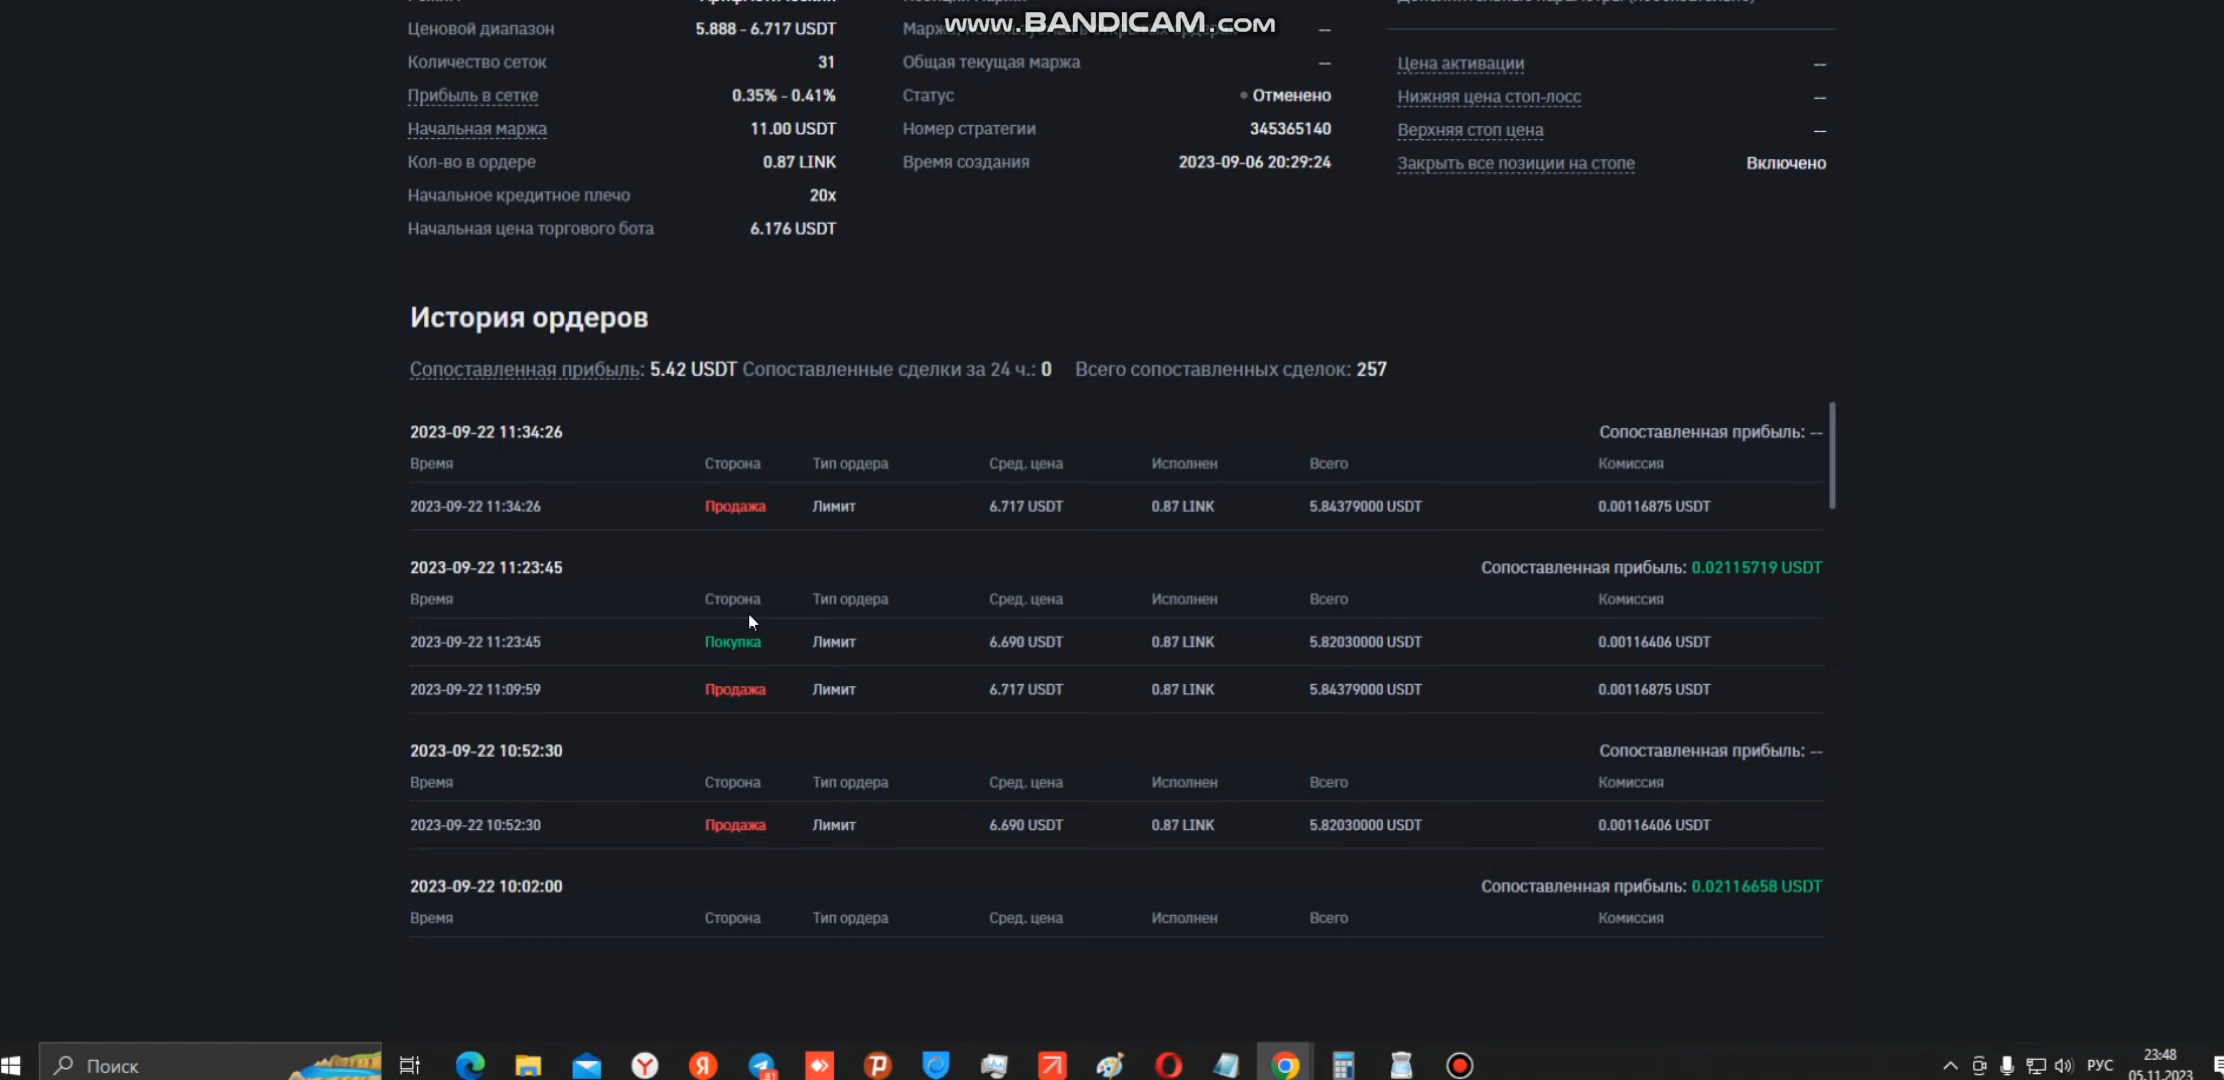 www.BANDICAM.com
Ценовой диапазон 5.888 - 6.717 USDT
Количество сеток 31
Прибыль в сетке 0.35% - 0.41%
Начальная маржа 11.00 USDT
Кол-во в ордере 0.87 LINK
Начальное кредитное плечо 20x
Начальная цена торгового бота 6.176 USDT
Общая текущая маржа --
Статус Отменено
Номер стратегии 345365140
Время создания 2023-09-06 20:29:24
Цена активации --
Нижняя цена стоп-лосс --
Верхняя стоп цена --
Закрыть все позиции на стопе Включено
История ордеров
Сопоставленная прибыль: 5.42 USDT Сопоставленные сделки за 24 ч.: 0 Всего сопоставленных сделок: 257
2023-09-22 11:34:26 Сопоставленная прибыль: --
Время Сторона Тип ордера Сред. цена Исполнен Всего Комиссия
2023-09-22 11:34:26 Продажа Лимит 6.717 USDT 0.87 LINK 5.84379000 USDT 0.00116875 USDT
2023-09-22 11:23:45 Сопоставленная прибыль: 0.02115719 USDT
Время Сторона Тип ордера Сред. цена Исполнен Всего Комиссия
2023-09-22 11:23:45 Покупка Лимит 6.690 USDT 0.87 LINK 5.82030000 USDT 0.00116406 USDT
2023-09-22 11:09:59 Продажа Лимит 6.717 USDT 0.87 LINK 5.84379000 USDT 0.00116875 USDT
2023-09-22 10:52:30 Сопоставленная прибыль: --
Время Сторона Тип ордера Сред. цена Исполнен Всего Комиссия
2023-09-22 10:52:30 Продажа Лимит 6.690 USDT 0.87 LINK 5.82030000 USDT 0.00116406 USDT
2023-09-22 10:02:00 Сопоставленная прибыль: 0.02116658 USDT
Время Сторона Тип ордера Сред. цена Исполнен Всего Комиссия
Поиск
РУС
23:48
05.11.2023